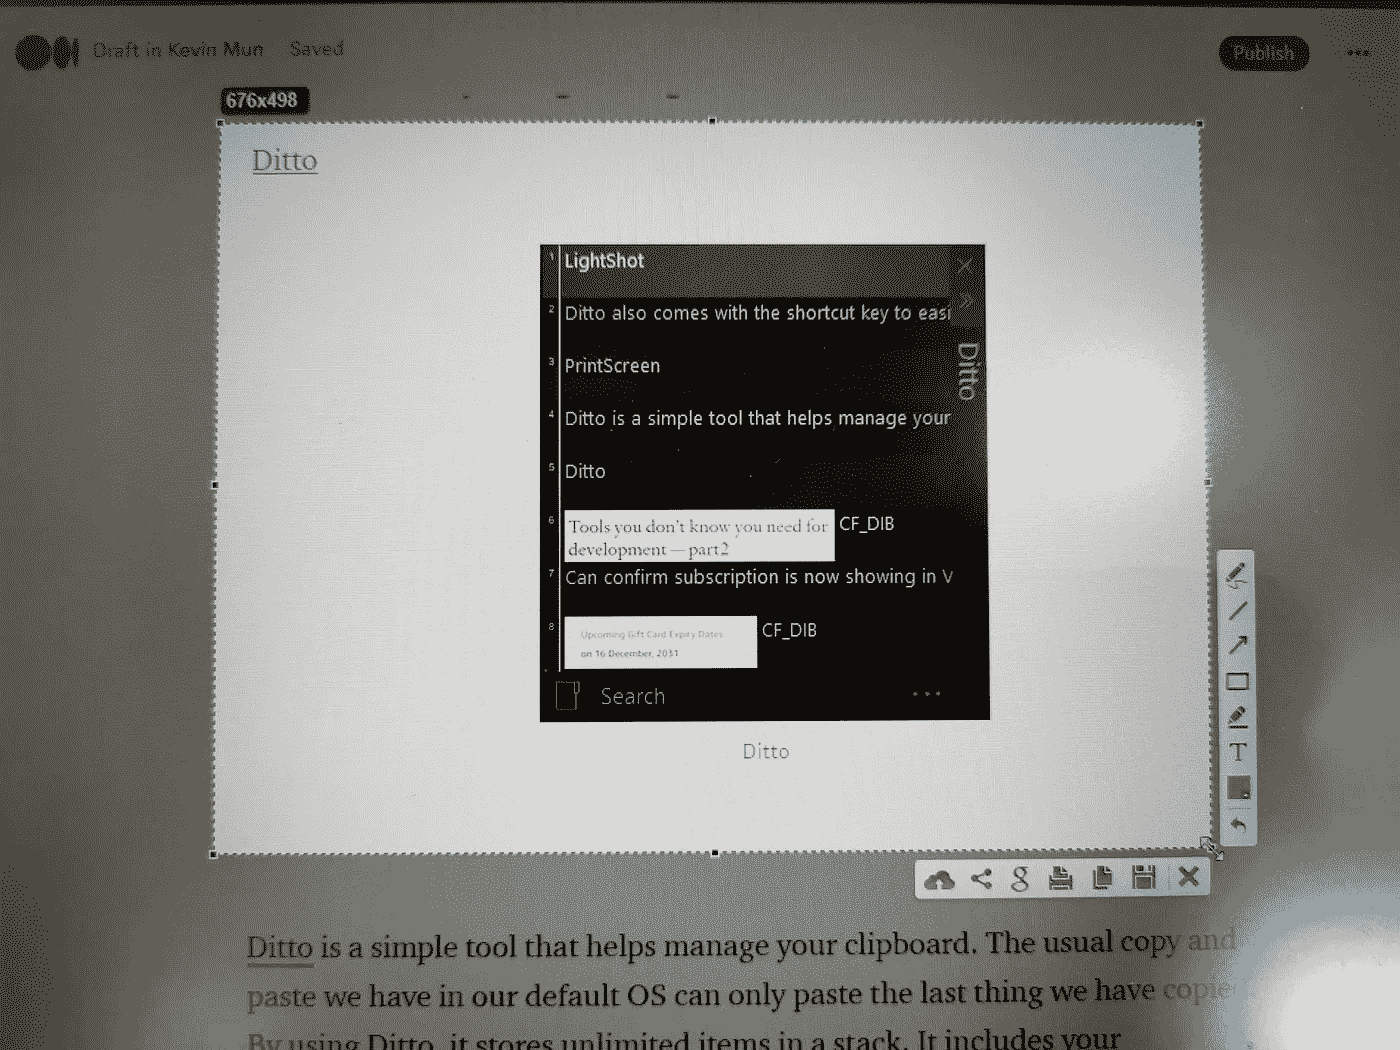 Draft in Kevin Mun Saved
Publish
676x498
Ditto
1 LightShot
2 Ditto also comes with the shortcut key to easi
3 PrintScreen
4 Ditto is a simple tool that helps manage your
5 Ditto
6 Tools you don't know you need for
development — part2
CF_DIB
7 Can confirm subscription is now showing in V
8 Upcoming Gift Card Expiry Dates
on 16 December, 2031
CF_DIB
Ditto
Search
Ditto
T
g
Ditto is a simple tool that helps manage your clipboard. The usual copy and
paste we have in our default OS can only paste the last thing we have copie
By using Ditto, it stores unlimited items in a stack. It includes your